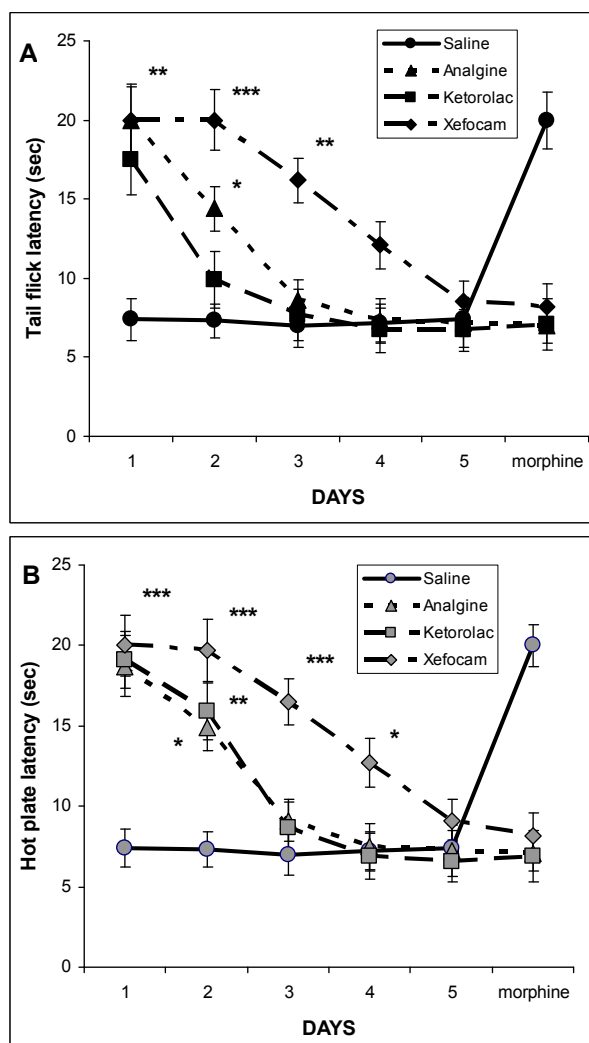 A
Saline
Analgine
Ketorolac
Xefocam
Tail flick latency (sec)
25
20
15
10
5
0
**
***
**
*
1 2 3 4 5 morphine
DAYS
B
Saline
Analgine
Ketorolac
Xefocam
Hot plate latency (sec)
25
20
15
10
5
0
***
***
***
**
*
*
1 2 3 4 5 morphine
DAYS